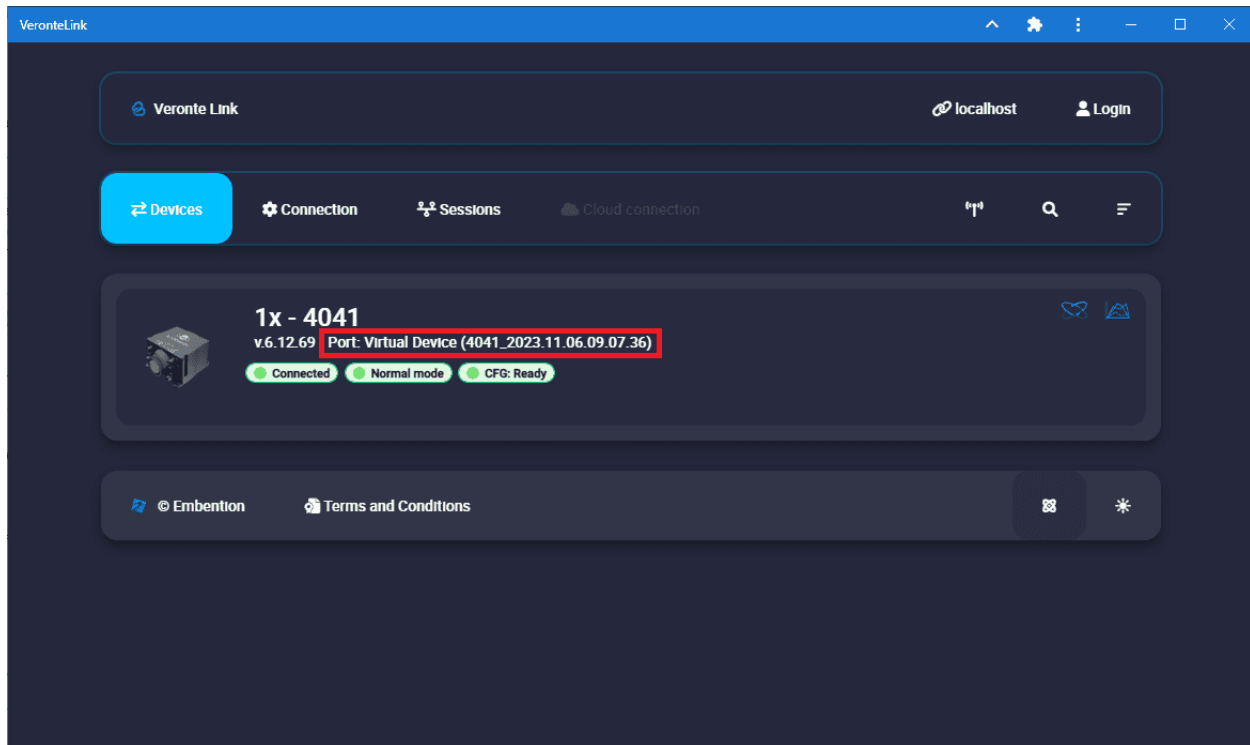 VeronteLink
Veronte Link
localhost
Login
Devices
Connection
Sessions
Cloud connection
1x - 4041
v.6.12.69 Port: Virtual Device (4041_2023.11.06.09.07.36)
Connected
Normal mode
CFG: Ready
© Embention
Terms and Conditions